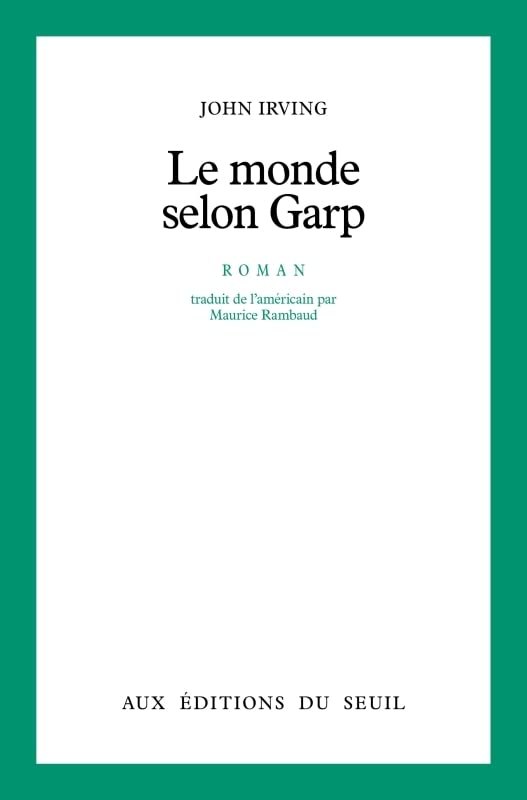 JOHN IRVING
Le monde
selon Garp
ROMAN
traduit de l'américain par
Maurice Rambaud
AUX ÉDITIONS DU SEUIL